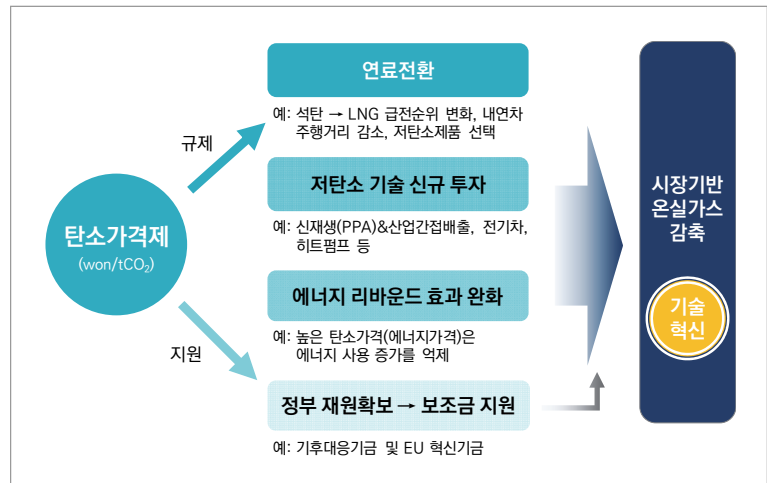 연료전환
예: 석탄 → LNG 급전순위 변화, 내연차
주행거리 감소, 저탄소제품 선택
규제
저탄소 기술 신규 투자
예: 신재생(PPA)&산업간접배출, 전기차,
히트펌프 등
탄소가격제
(won/tCO₂)
에너지 리바운드 효과 완화
예: 높은 탄소가격(에너지가격)은
에너지 사용 증가를 억제
지원
정부 재원확보 → 보조금 지원
예: 기후대응기금 및 EU 혁신기금
시장기반
온실가스
감축
기술
혁신